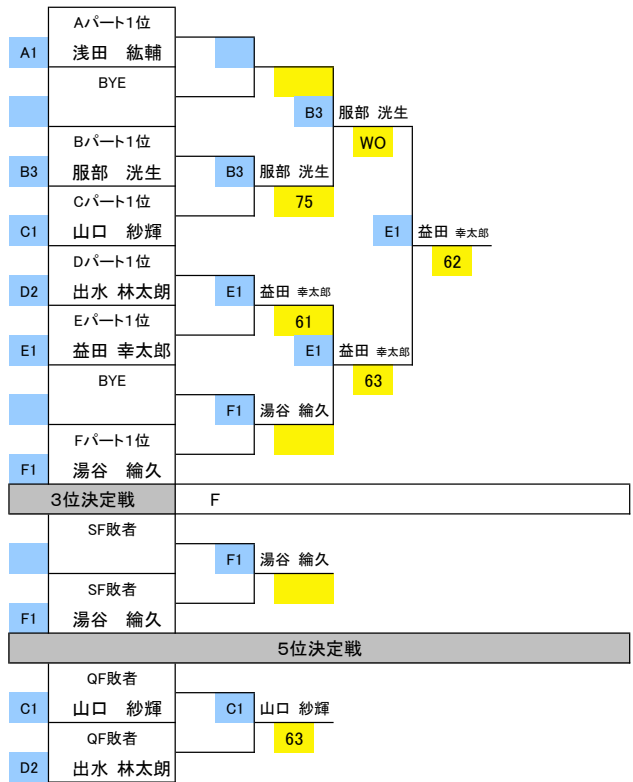 Aパート1位
A1 浅田 紘輔
BYE
B3 服部 洸生
WO
Bパート1位
B3 服部 洸生 B3 服部 洸生
75
Cパート1位
C1 山口 紗輝
E1 益田 幸太郎
62
Dパート1位
D2 出水 林太朗 E1 益田 幸太郎
61
Eパート1位
E1 益田 幸太郎 E1 益田 幸太郎
63
BYE
F1 湯谷 綸久
Fパート1位
F1 湯谷 綸久
3位決定戦 F
SF敗者
F1 湯谷 綸久
SF敗者
F1 湯谷 綸久
5位決定戦
QF敗者
C1 山口 紗輝 C1 山口 紗輝
63
QF敗者
D2 出水 林太朗